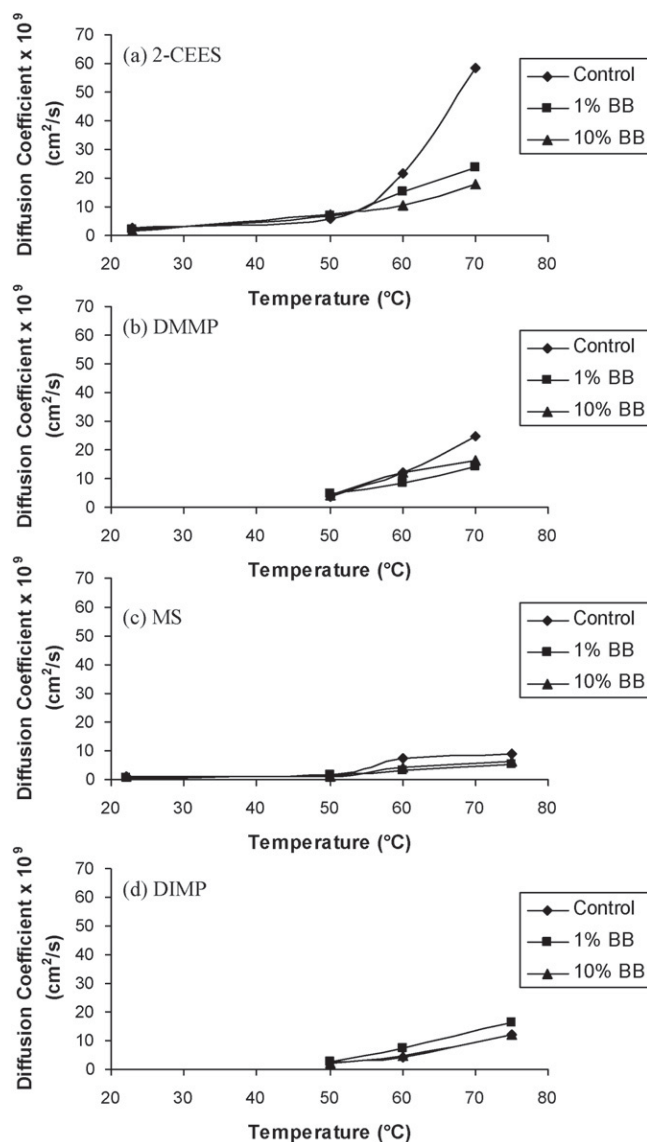 (a) 2-CEES
Diffusion Coefficient x 10⁹
(cm²/s)
70
60
50
40
30
20
10
0
20 30 40 50 60 70 80
Temperature (°C)
Control
1% BB
10% BB
(b) DMMP
Diffusion Coefficient x 10⁹
(cm²/s)
70
60
50
40
30
20
10
0
20 30 40 50 60 70 80
Temperature (°C)
Control
1% BB
10% BB
(c) MS
Diffusion Coefficient x 10⁹
(cm²/s)
70
60
50
40
30
20
10
0
20 30 40 50 60 70 80
Temperature (°C)
Control
1% BB
10% BB
(d) DIMP
Diffusion Coefficient x 10⁹
(cm²/s)
70
60
50
40
30
20
10
0
20 30 40 50 60 70 80
Temperature (°C)
Control
1% BB
10% BB